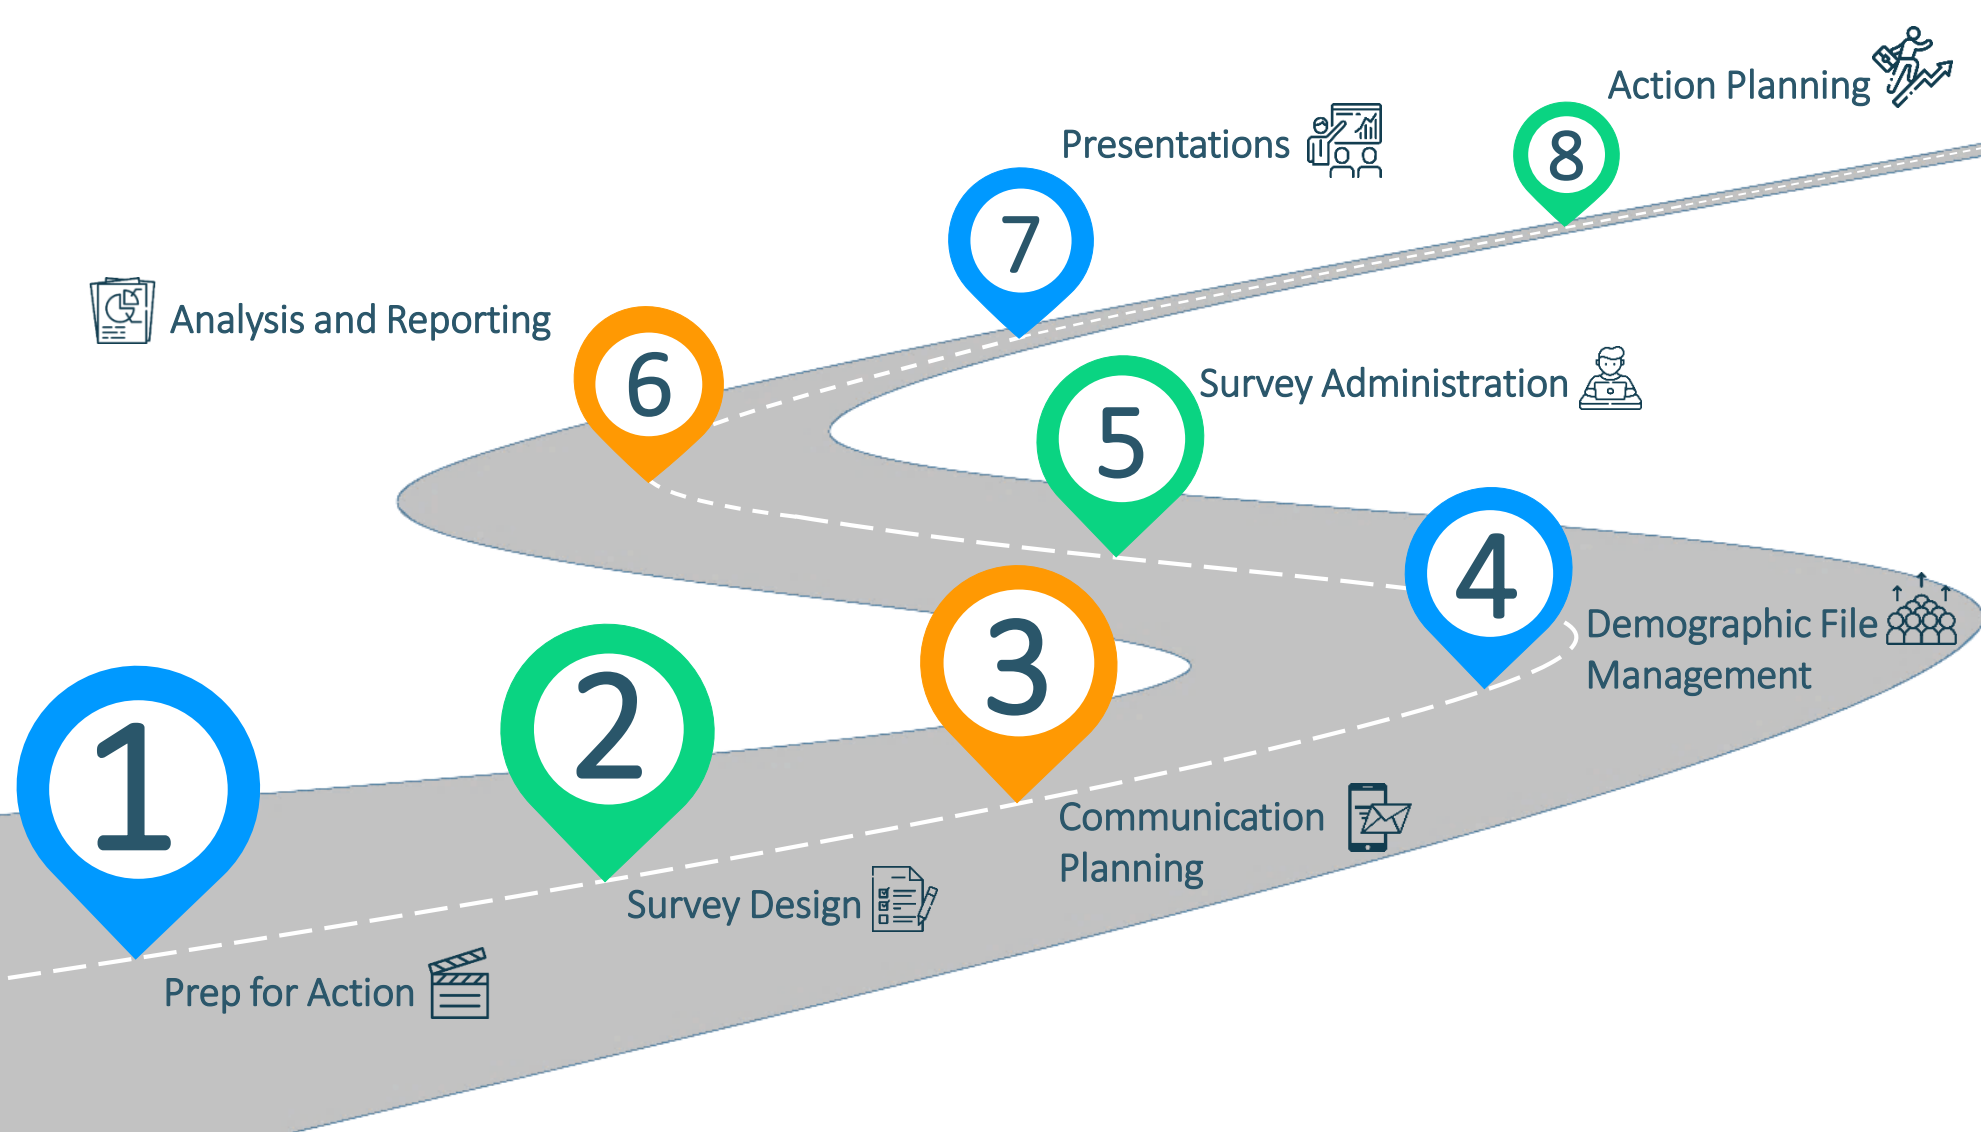 1
Prep for Action
2
Survey Design
3
Communication
Planning
4
Demographic File
Management
5
Survey Administration
6
Analysis and Reporting
7
Presentations
8
Action Planning